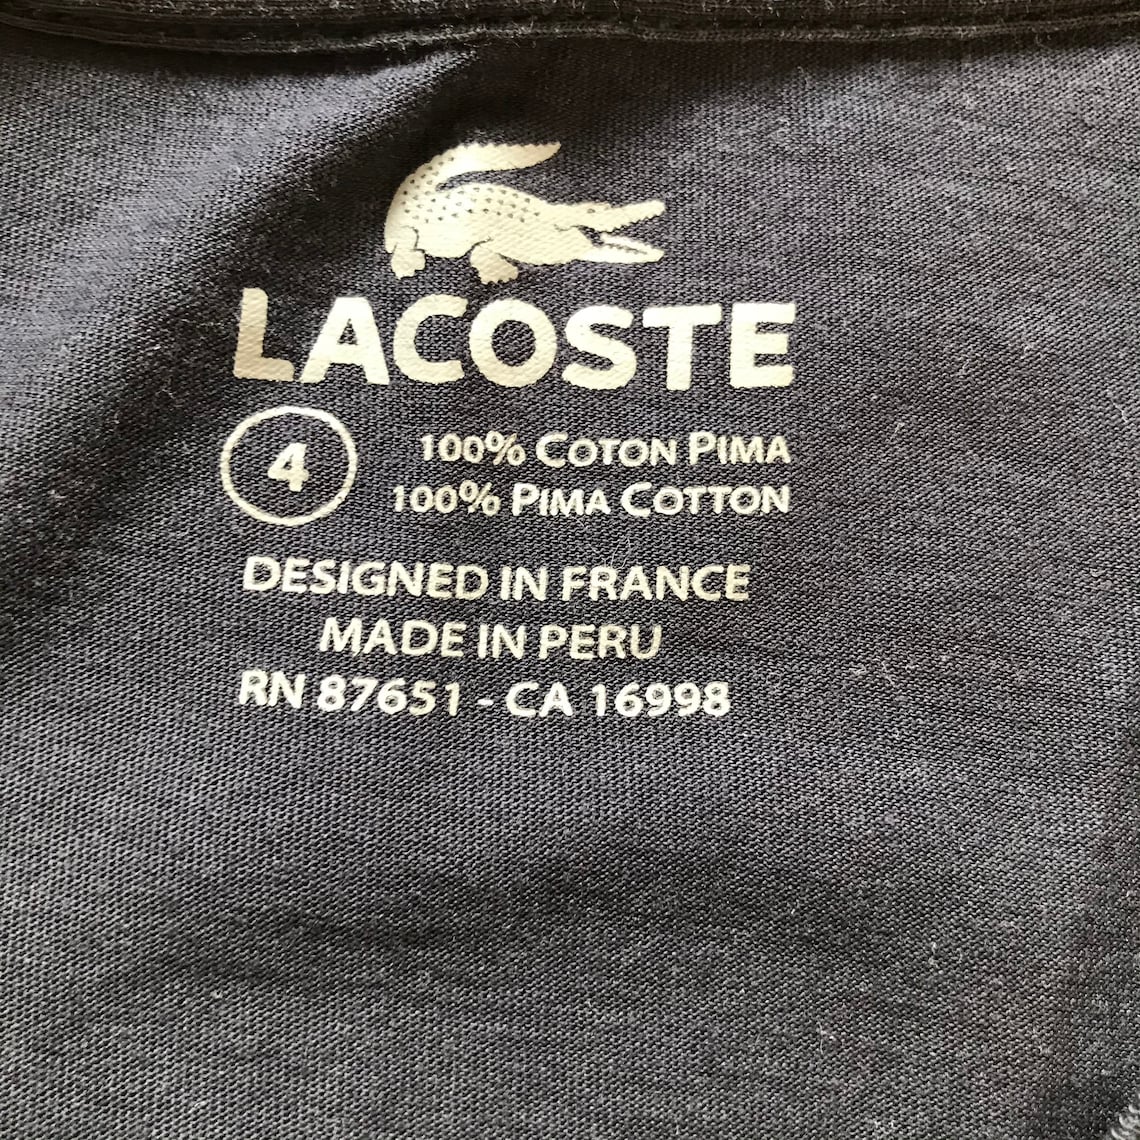 LACOSTE
4
100% COTON PIMA
100% PIMA COTTON
DESIGNED IN FRANCE
MADE IN PERU
RN 87651 - CA 16998